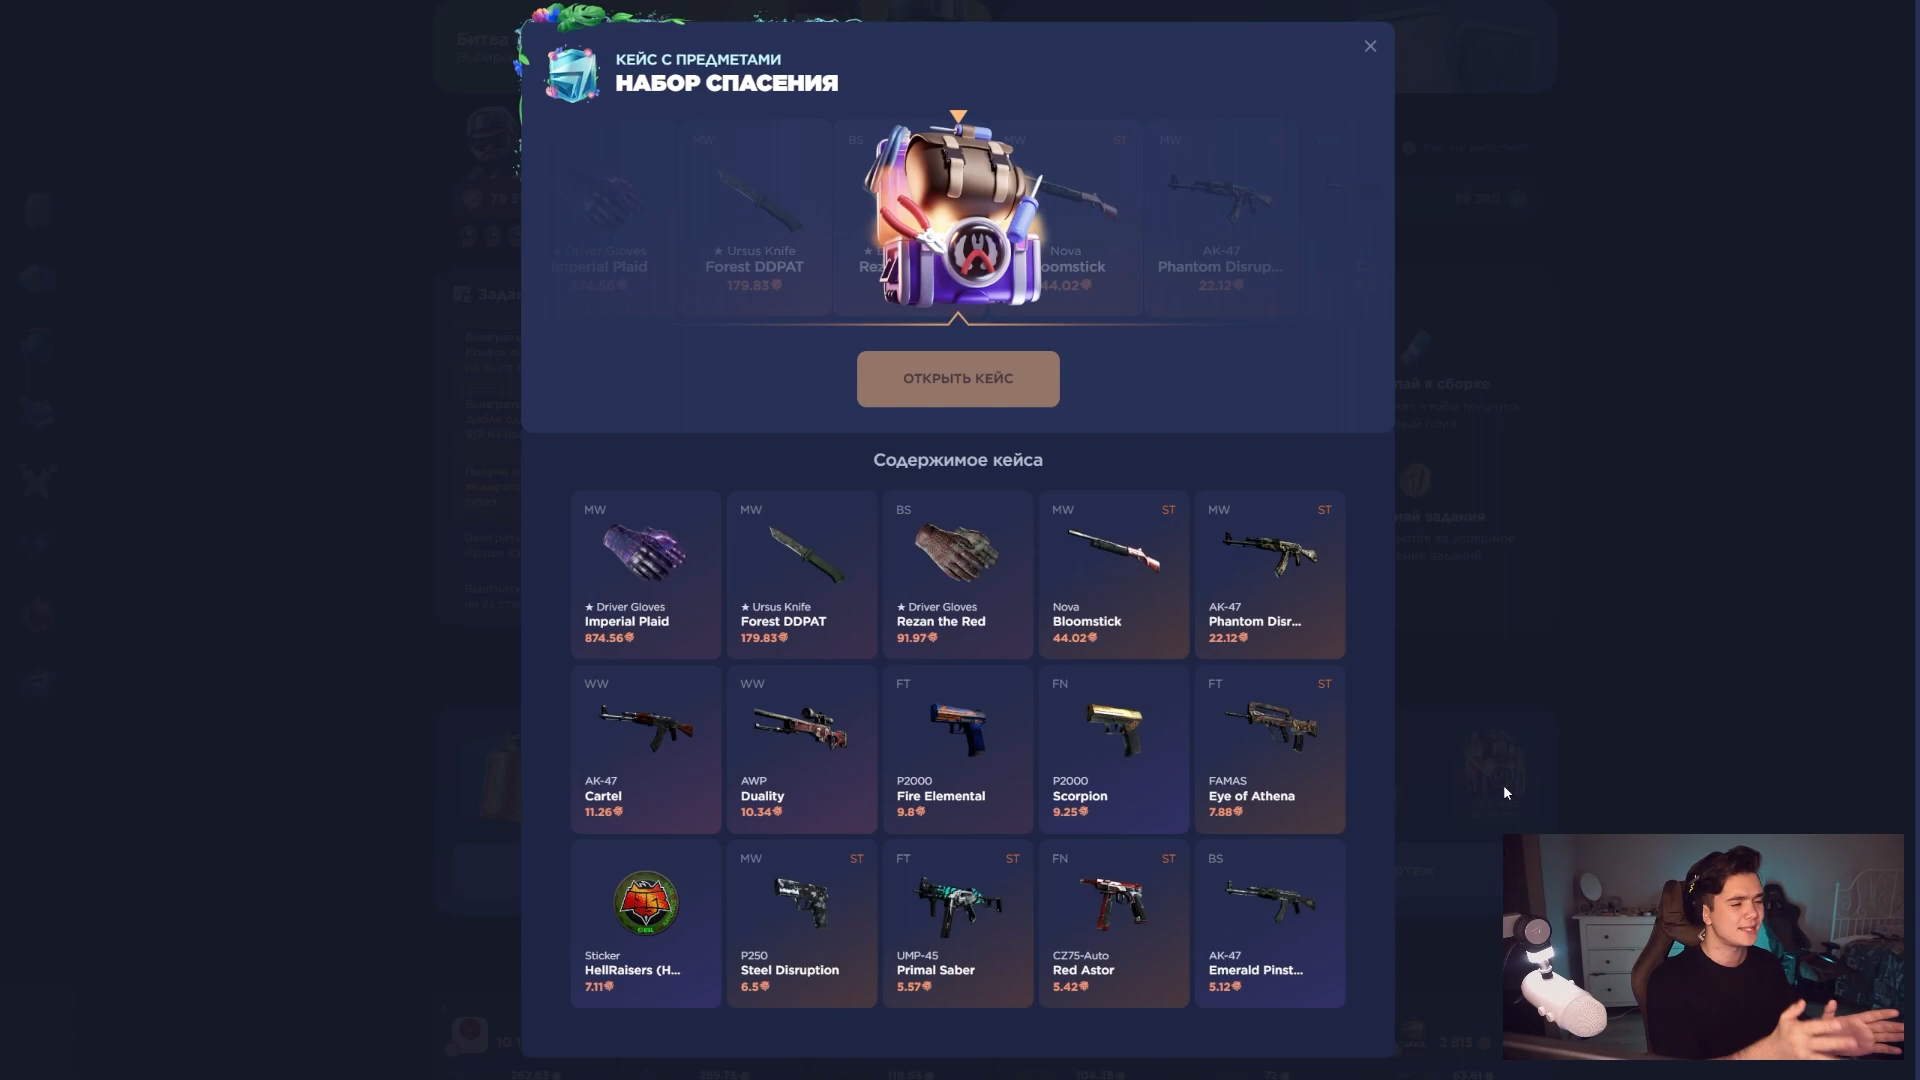 КЕЙС С ПРЕДМЕТАМИ
НАБОР СПАСЕНИЯ
MW
BS
MW
ST
MW
★ Driver Gloves
Imperial Plaid
★ Ursus Knife
Forest DDPAT
179.83
★
Nova
44.02
AK-47
Phantom Disrup...
22.12
ОТКРЫТЬ КЕЙС
Содержимое кейса
MW
★ Driver Gloves
Imperial Plaid
874.56
MW
★ Ursus Knife
Forest DDPAT
179.83
BS
★ Driver Gloves
Rezan the Red
91.97
MW ST
Nova
Bloomstick
44.02
MW ST
AK-47
Phantom Disr...
22.12
WW
AK-47
Cartel
11.26
WW
AWP
Duality
10.34
FT
P2000
Fire Elemental
9.8
FN
P2000
Scorpion
9.25
FT ST
FAMAS
Eye of Athena
7.88
Sticker
HellRaisers (H...
7.11
MW ST
P250
Steel Disruption
6.5
FT ST
UMP-45
Primal Saber
5.57
FN ST
CZ75-Auto
Red Astor
5.42
BS
AK-47
Emerald Pinst...
5.12